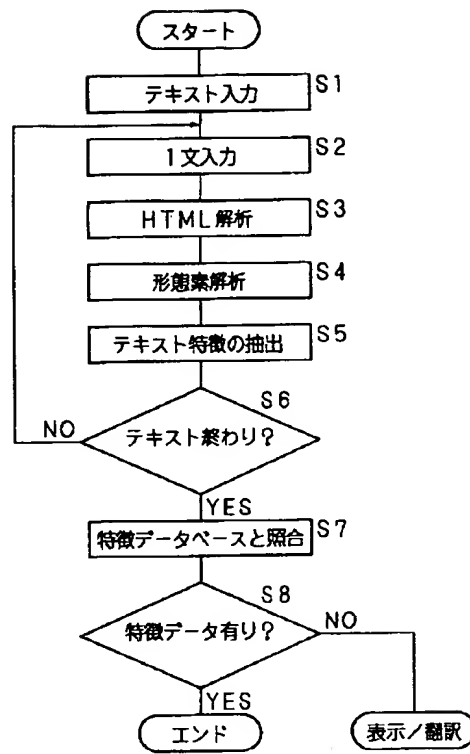 スタート
テキスト入力 S1
1文入力 S2
HTML解析 S3
形態素解析 S4
テキスト特徴の抽出 S5
S6
NO テキスト終わり?
YES
特徴データベースと照合 S7
S8
特徴データ有り? NO
YES
エンド 表示/翻訳